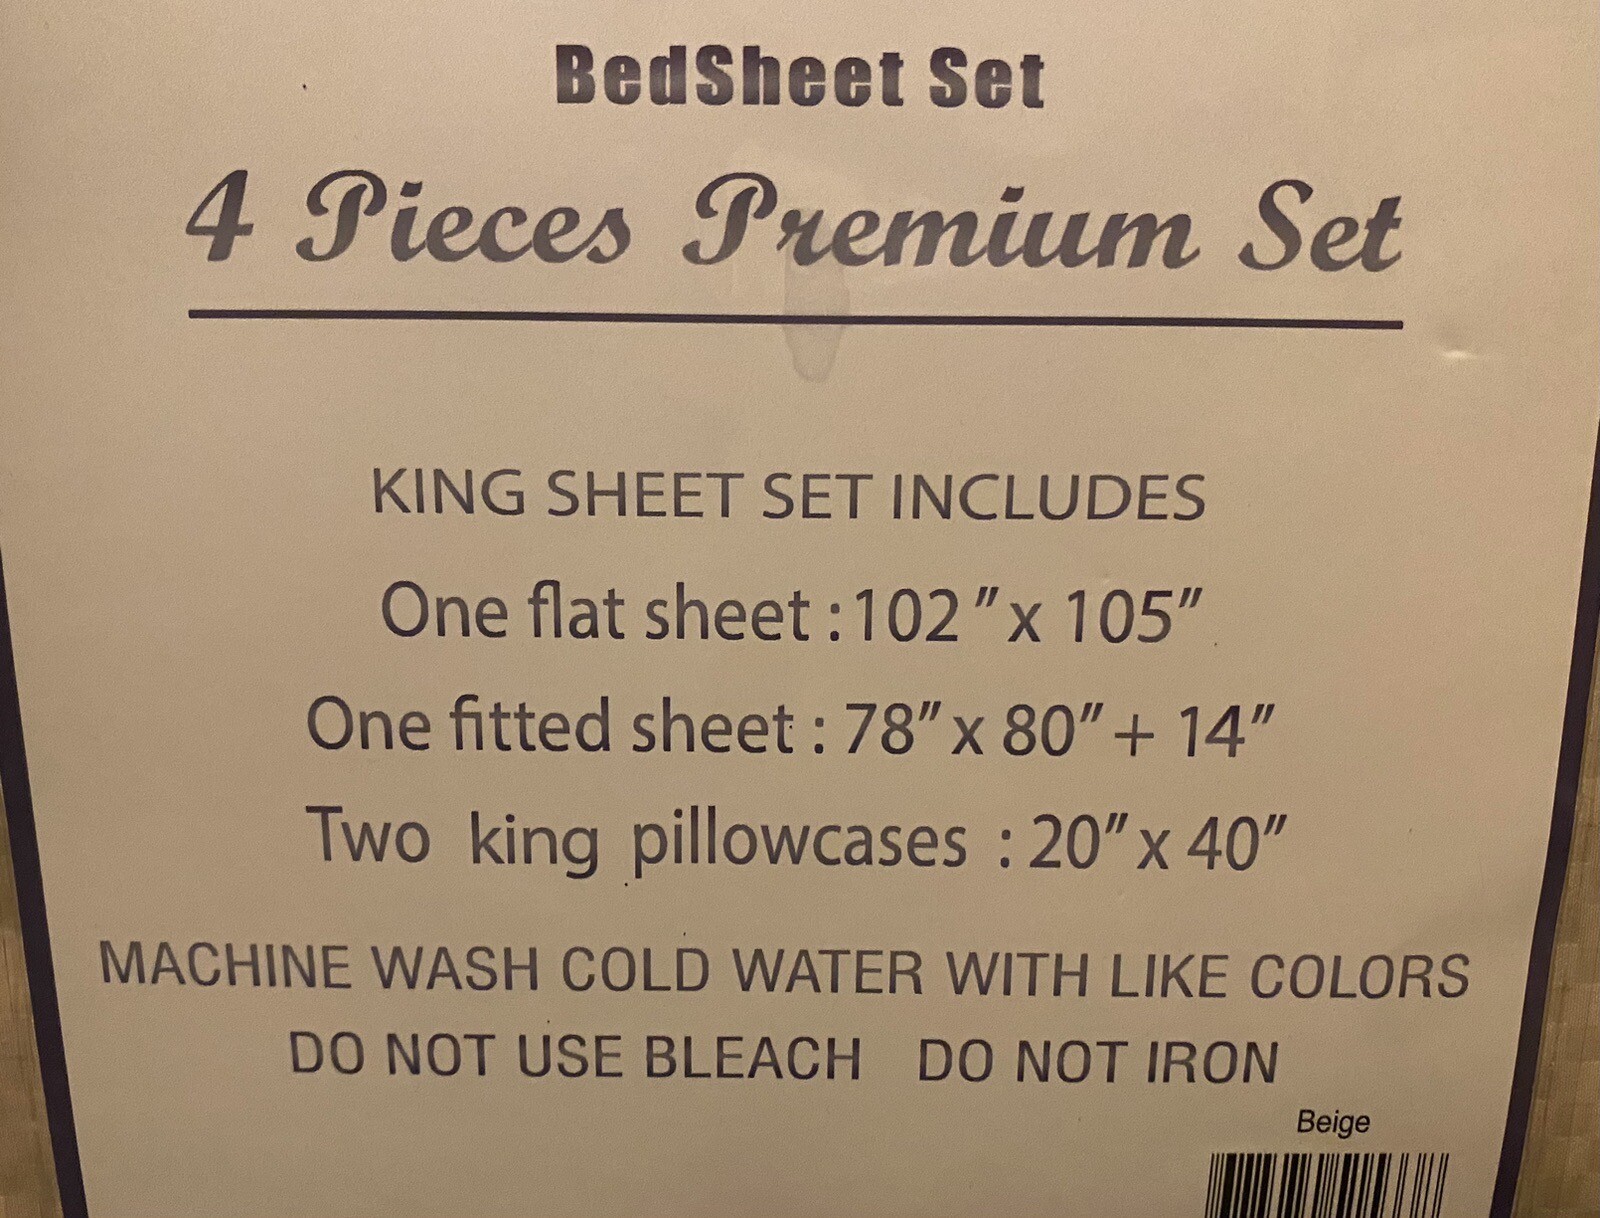 BedSheet Set
4 Pieces Premium Set
KING SHEET SET INCLUDES
One flat sheet : 102" x 105"
One fitted sheet : 78" x 80" + 14"
Two king pillowcases : 20" x 40"
MACHINE WASH COLD WATER WITH LIKE COLORS
DO NOT USE BLEACH DO NOT IRON
Beige